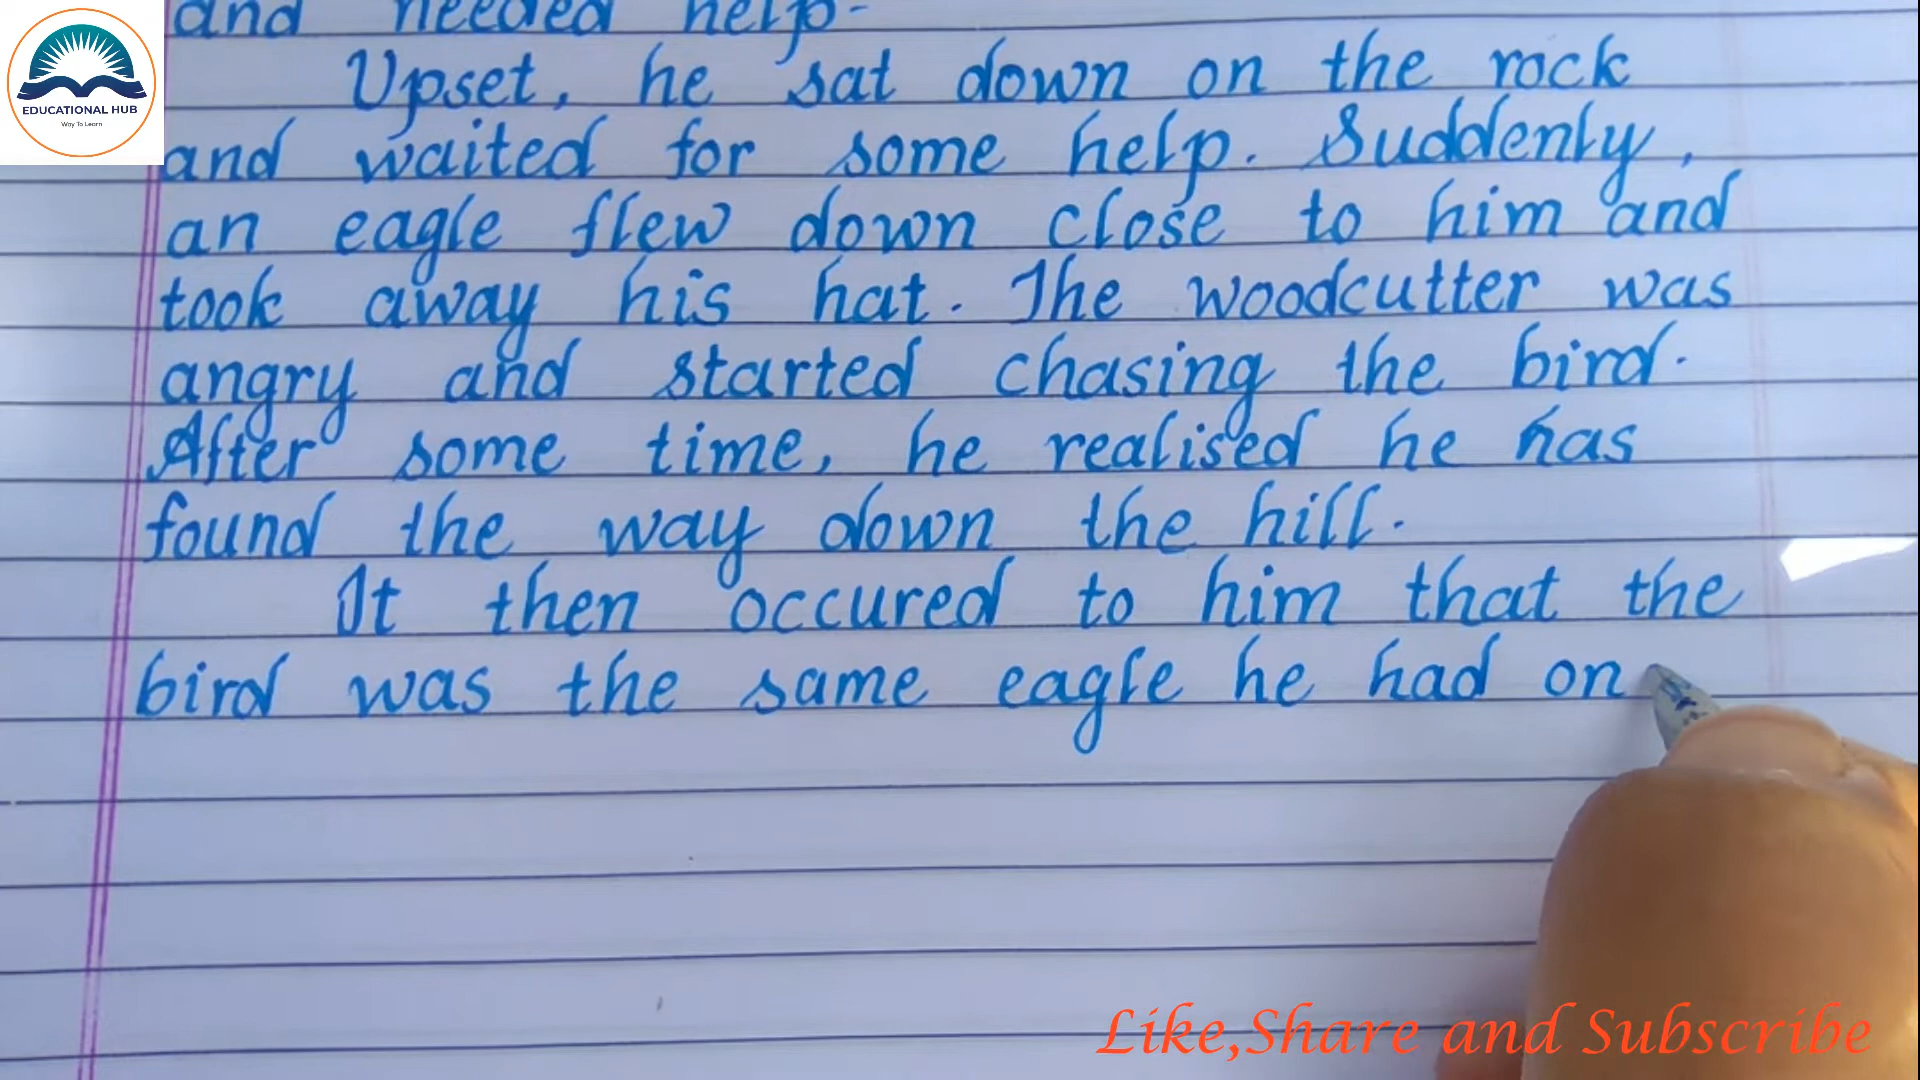 EDUCATIONAL HUB
Way To Learn
and needed help.
Upset, he sat down on the rock
and waited for some help. Suddenly,
an eagle flew down close to him and
took away his hat. The woodcutter was
angry and started chasing the bird.
After some time, he realised he has
found the way down the hill.
It then occured to him that the
bird was the same eagle he had on
Like,Share and Subscribe